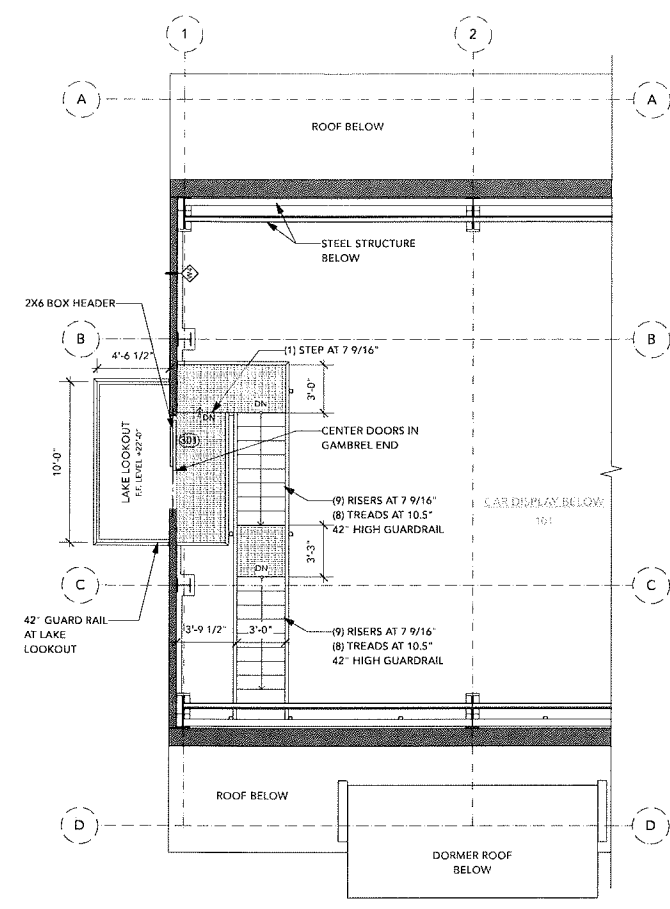 1
2
A
A
ROOF BELOW
STEEL STRUCTURE
BELOW
2X6 BOX HEADER
B
B
4'-6 1/2"
(1) STEP AT 7 9/16"
3'-0"
DN
DN
CENTER DOORS IN
GAMBREL END
301
10'-0"
LAKE LOOKOUT
F.F. LEVEL +22'-0"
(9) RISERS AT 7 9/16"
(8) TREADS AT 10.5"
42" HIGH GUARDRAIL
CAR DISPLAY BELOW
101
3'-3"
DN
C
C
42" GUARD RAIL
AT LAKE
LOOKOUT
3'-9 1/2"
3'-0"
(9) RISERS AT 7 9/16"
(8) TREADS AT 10.5"
42" HIGH GUARDRAIL
ROOF BELOW
D
D
DORMER ROOF
BELOW